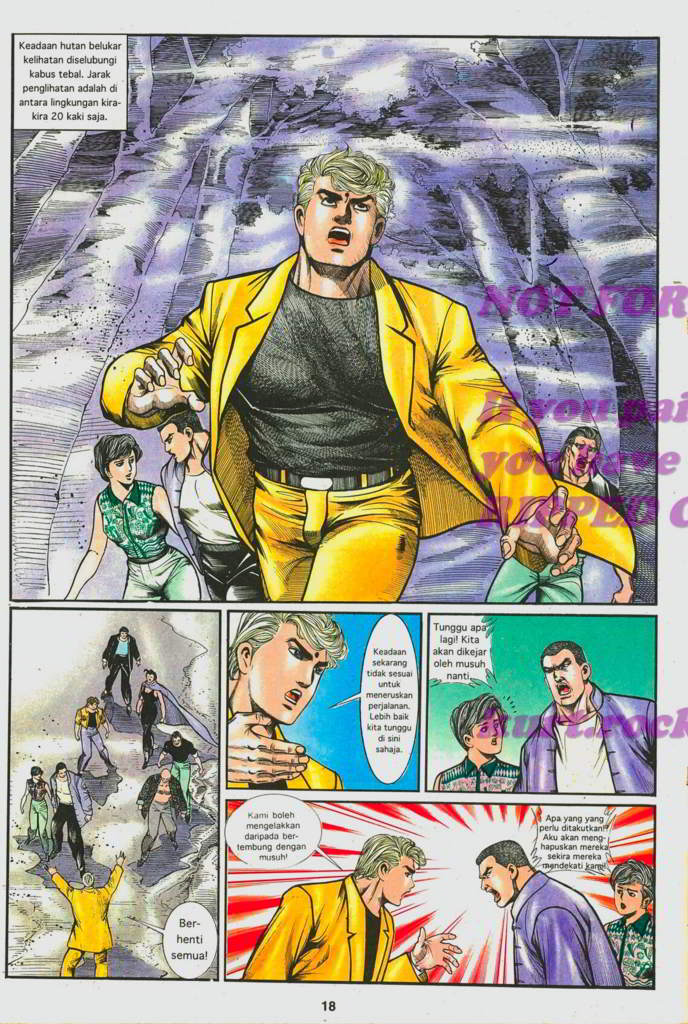 Keadaan hutan belukar
kelihatan diselubungi
kabus tebal. Jarak
penglihatan adalah di
antara lingkungan kira-
kira 20 kaki saja.
NOT FOR
If you pai
you have
RIPPED O
Ber-
henti
semua!
Keadaan
sekarang
tidak sesuai
untuk
meneruskan
perjalanan.
Lebih baik
kita tunggu
di sini
sahaja.
Tunggu apa
lagi! Kita
akan dikejar
oleh musuh
nanti.
kurt.rock
Kami boleh
mengelakkan
daripada ber-
tembung dengan
musuh!
Apa yang yang
perlu ditakutkan!?
Aku akan meng-
hapuskan mereka
sekira mereka
mendekati kami!
18